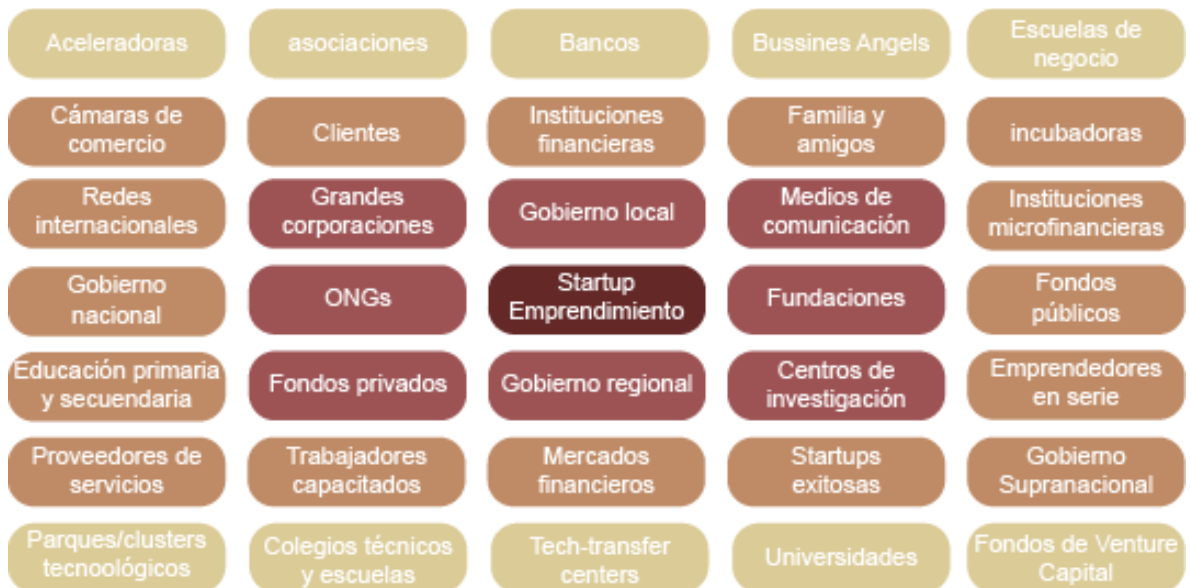 Aceleradoras
asociaciones
Bancos
Bussines Angels
Escuelas de
negocio
Cámaras de
comercio
Clientes
Instituciones
financieras
Familia y
amigos
incubadoras
Redes
internacionales
Grandes
corporaciones
Gobierno local
Medios de
comunicación
Instituciones
microfinancieras
Gobierno
nacional
ONGs
Startup
Emprendimiento
Fundaciones
Fondos
públicos
Educación primaria
y secuendaria
Fondos privados
Gobierno regional
Centros de
investigación
Emprendedores
en serie
Proveedores de
servicios
Trabajadores
capacitados
Mercados
financieros
Startups
exitosas
Gobierno
Supranacional
Parques/clusters
tecnoológicos
Colegios técnicos
y escuelas
Tech-transfer
centers
Universidades
Fondos de Venture
Capital